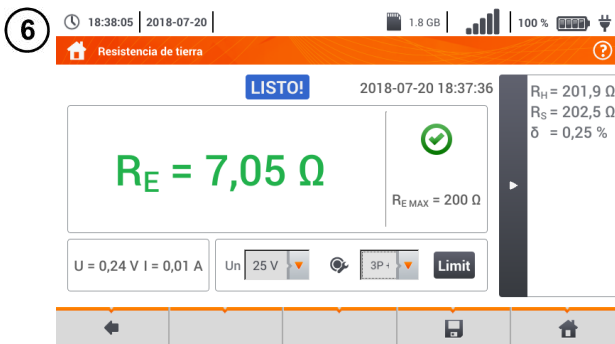 6
18:38:05 2018-07-20 1.8 GB 100 %
Resistencia de tierra ?
LISTO! 2018-07-20 18:37:36
RE = 7,05 Ω
RE MAX = 200 Ω
RH = 201,9 Ω
RS = 202,5 Ω
δ = 0,25 %
U = 0,24 V I = 0,01 A
Un 25 V 3P Limit